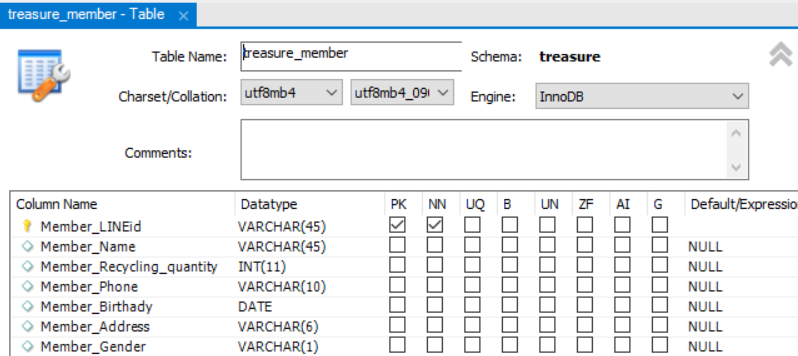 treasure_member - Table ×
Table Name: treasure_member Schema: treasure
Charset/Collation: utf8mb4 utf8mb4_09 Engine: InnoDB
Comments:
Column Name Datatype PK NN UQ B UN ZF AI G Default/Expressio
Member_LINEid VARCHAR(45)
Member_Name VARCHAR(45) NULL
Member_Recycling_quantity INT(11) NULL
Member_Phone VARCHAR(10) NULL
Member_Birthady DATE NULL
Member_Address VARCHAR(6) NULL
Member_Gender VARCHAR(1) NULL